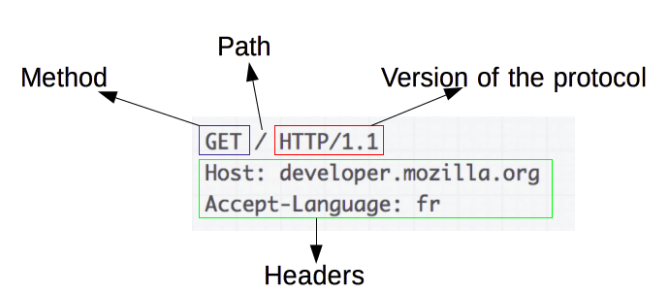 Path
Method
Version of the protocol
GET / HTTP/1.1
Host: developer.mozilla.org
Accept-Language: fr
Headers